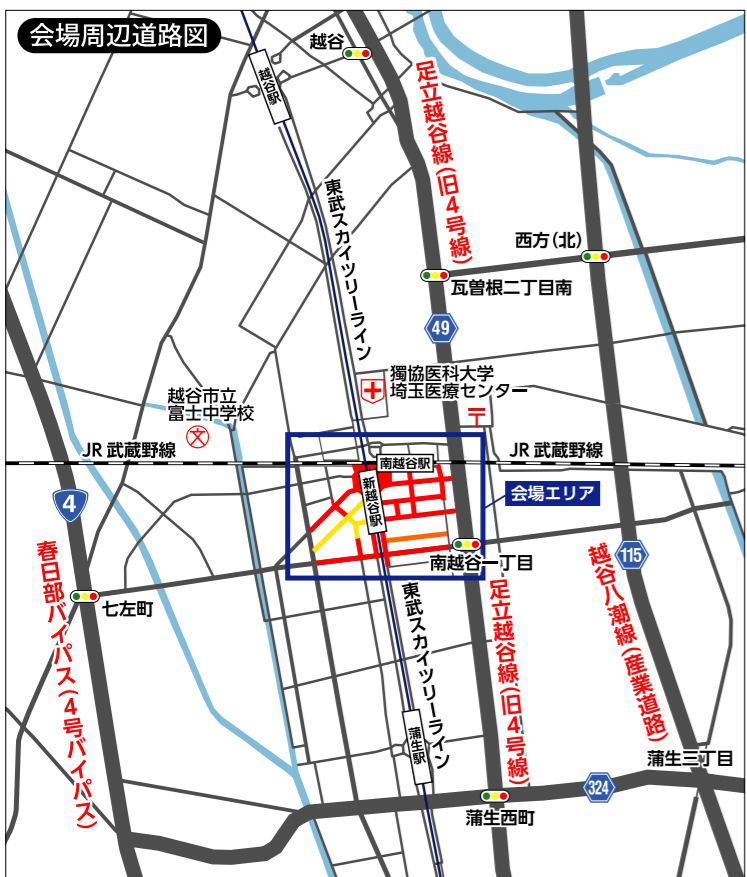 会場周辺道路図
越谷
越谷駅
足立越谷線(旧4号線)
東武スカイツリーライン
西方(北)
瓦曽根二丁目南
49
獨協医科大学
埼玉医療センター
越谷市立
富士中学校
文
〒
JR 武蔵野線
南越谷駅
JR 武蔵野線
新越谷駅
会場エリア
4
南越谷一丁目
115
春日部バイパス(4号バイパス)
七左町
東武スカイツリーライン
足立越谷線(旧4号線)
越谷八潮線(産業道路)
蒲生駅
蒲生三丁目
324
蒲生西町